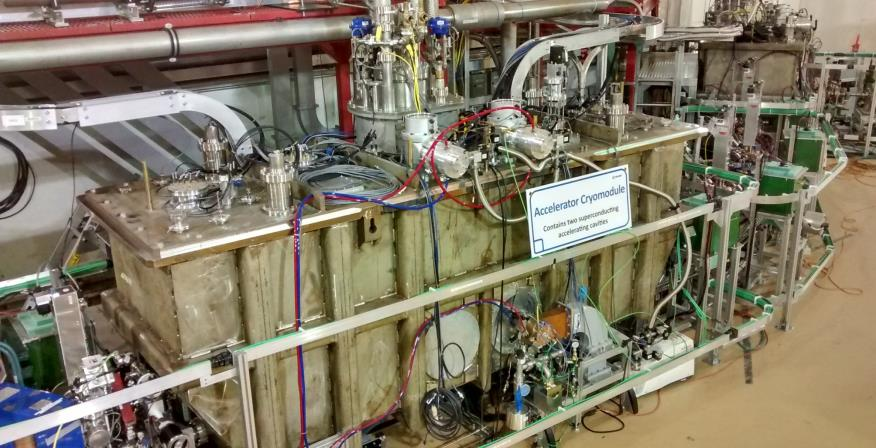 Accelerator Cryomodule
Contains two superconducting
accelerating cavities